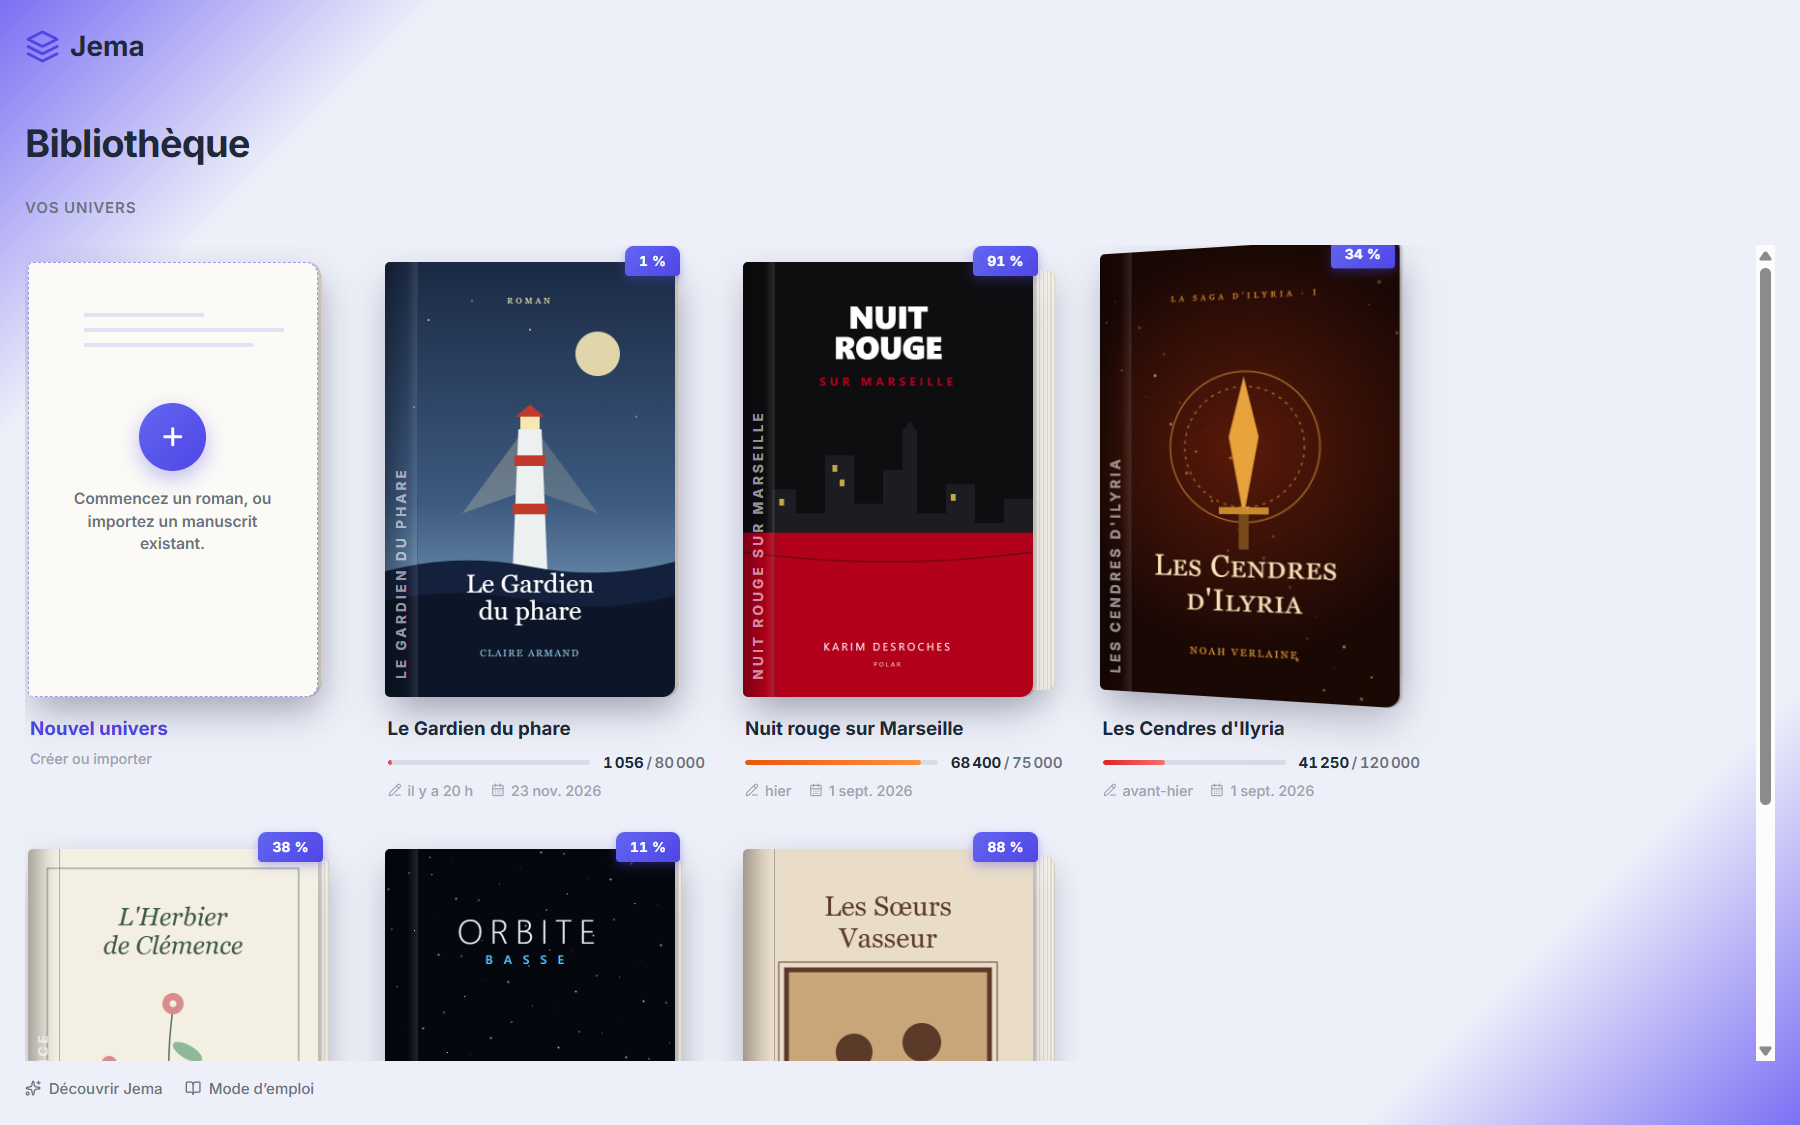 Jema
Bibliothèque
VOS UNIVERS
Commencez un roman, ou
importez un manuscrit
existant.
Nouvel univers
Créer ou importer
1 %
ROMAN
LE GARDIEN DU PHARE
Le Gardien
du phare
CLAIRE ARMAND
Le Gardien du phare
1 056 / 80 000
il y a 20 h
23 nov. 2026
91 %
NUIT
ROUGE
SUR MARSEILLE
NUIT ROUGE SUR MARSEILLE
KARIM DESROCHES
POLAR
Nuit rouge sur Marseille
68 400 / 75 000
hier
1 sept. 2026
34 %
LA SAGA D'ILYRIA · I
LES CENDRES D'ILYRIA
LES CENDRES
D'ILYRIA
NOAH VERLAINE
Les Cendres d'Ilyria
41 250 / 120 000
avant-hier
1 sept. 2026
38 %
L'Herbier
de Clémence
CE
11 %
ORBITE
BASSE
88 %
Les Sœurs
Vasseur
Découvrir Jema
Mode d’emploi